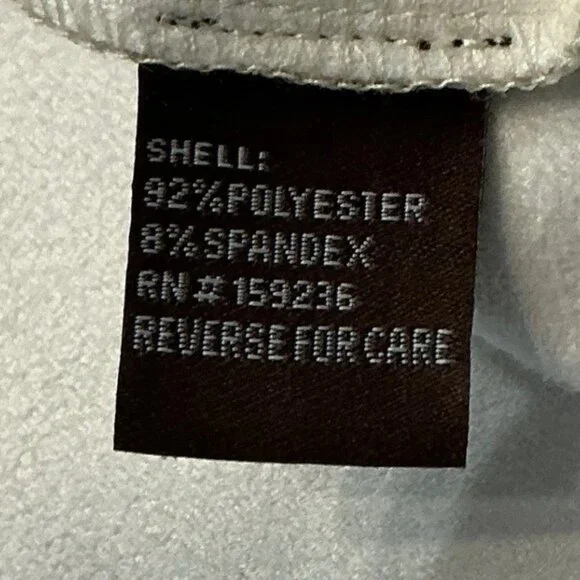 SHELL:
92%POLYESTER
8%SPANDEX
RN#159236
REVERSE FOR CARE